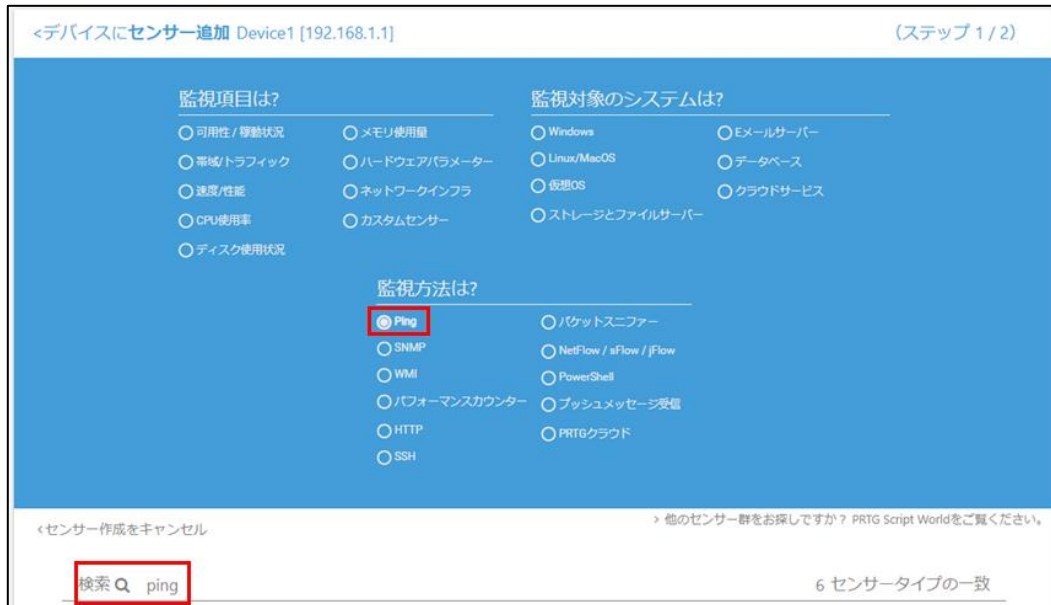 <デバイスにセンサー追加 Device1 [192.168.1.1]
(ステップ 1 / 2)
監視項目は?
可用性 / 稼動状況
メモリ使用量
帯域/トラフィック
ハードウェアパラメーター
速度/性能
ネットワークインフラ
CPU使用率
カスタムセンサー
ディスク使用状況
監視対象のシステムは?
Windows
Eメールサーバー
Linux/MacOS
データベース
仮想OS
クラウドサービス
ストレージとファイルサーバー
監視方法は?
Ping
パケットスニファー
SNMP
NetFlow / sFlow / jFlow
WMI
PowerShell
パフォーマンスカウンター
プッシュメッセージ受信
HTTP
PRTGクラウド
SSH
<センサー作成をキャンセル
> 他のセンサー群をお探しですか? PRTG Script Worldをご覧ください。
検索 ping
6 センサータイプの一致